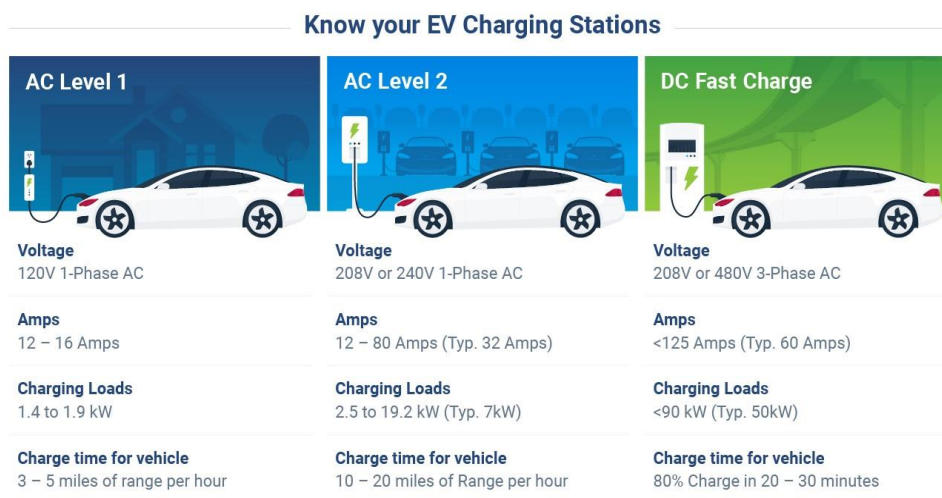 Know your EV Charging Stations
AC Level 1
Voltage
120V 1-Phase AC
Amps
12 – 16 Amps
Charging Loads
1.4 to 1.9 kW
Charge time for vehicle
3 – 5 miles of range per hour
AC Level 2
Voltage
208V or 240V 1-Phase AC
Amps
12 – 80 Amps (Typ. 32 Amps)
Charging Loads
2.5 to 19.2 kW (Typ. 7kW)
Charge time for vehicle
10 – 20 miles of Range per hour
DC Fast Charge
Voltage
208V or 480V 3-Phase AC
Amps
<125 Amps (Typ. 60 Amps)
Charging Loads
<90 kW (Typ. 50kW)
Charge time for vehicle
80% Charge in 20 – 30 minutes